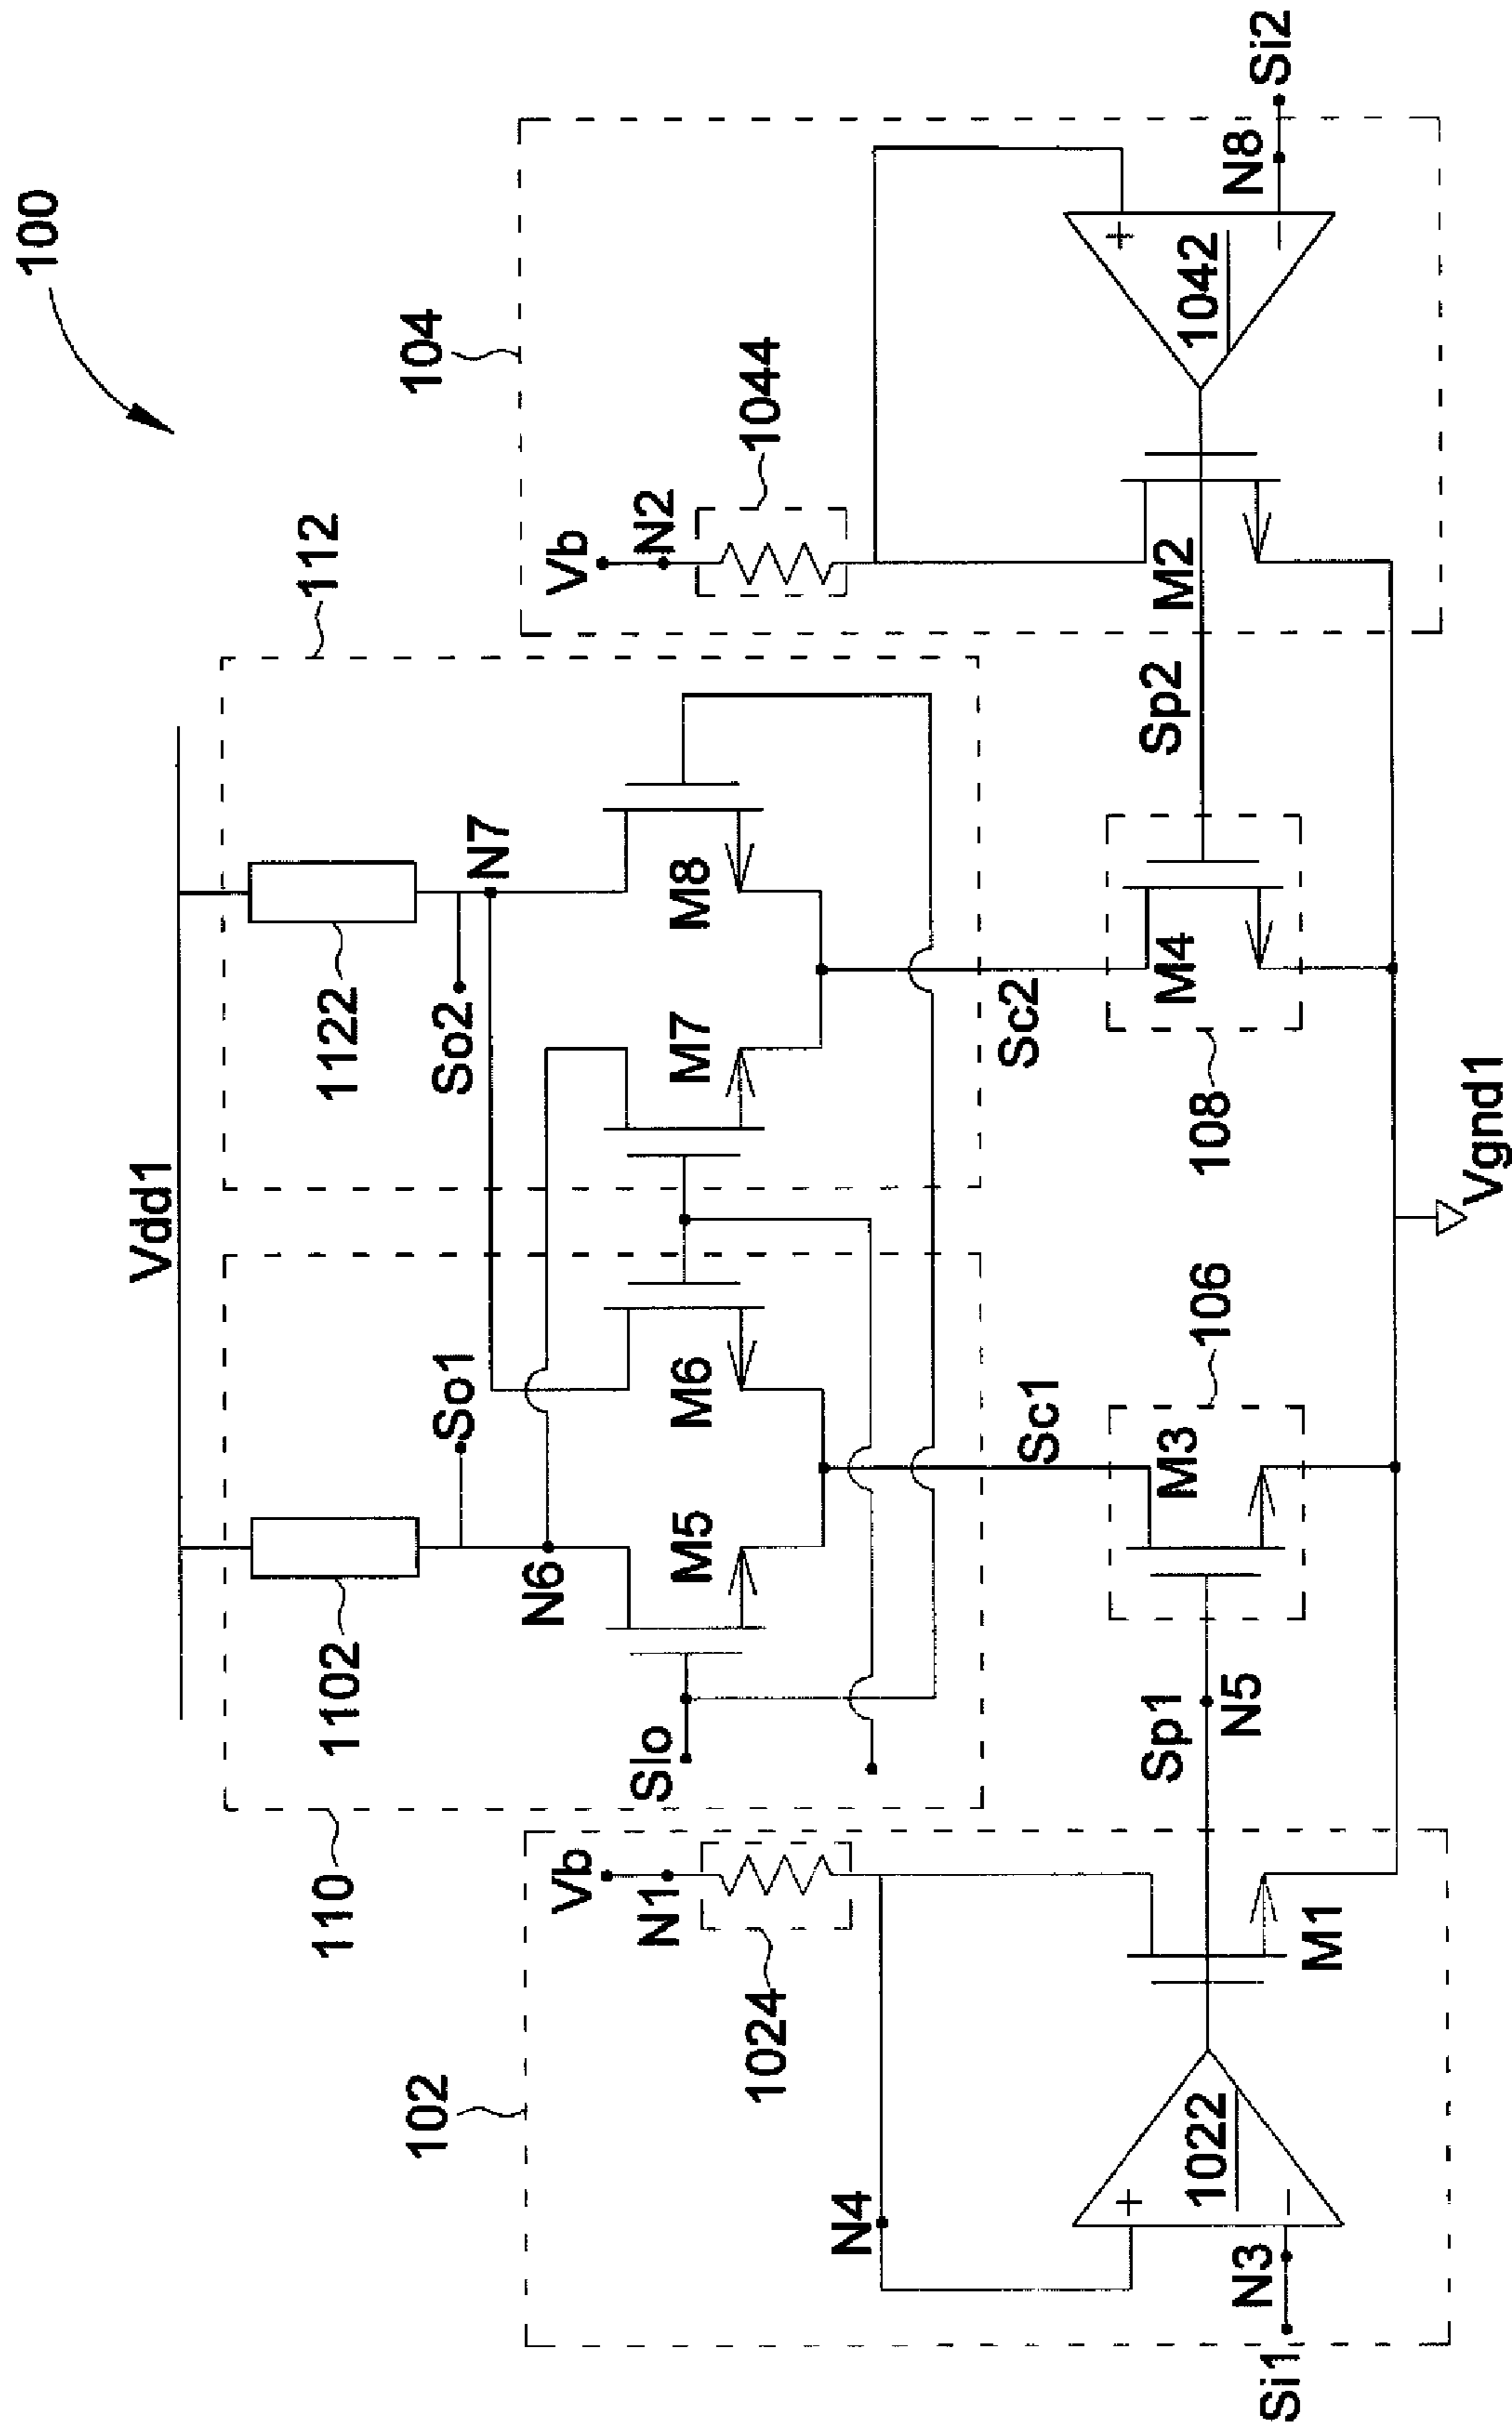 100
Vdd1
110
112
1102
1122
So1
So2
N6
N7
M5
M6
M7
M8
Slo
102
104
Vb
N1
1024
Vb
N2
1044
N4
Sc1
Sc2
Sp1
N5
Sp2
M3
M4
106
108
M1
M2
1022
+
−
1042
+
−
N3
Si1
N8
Si2
Vgnd1